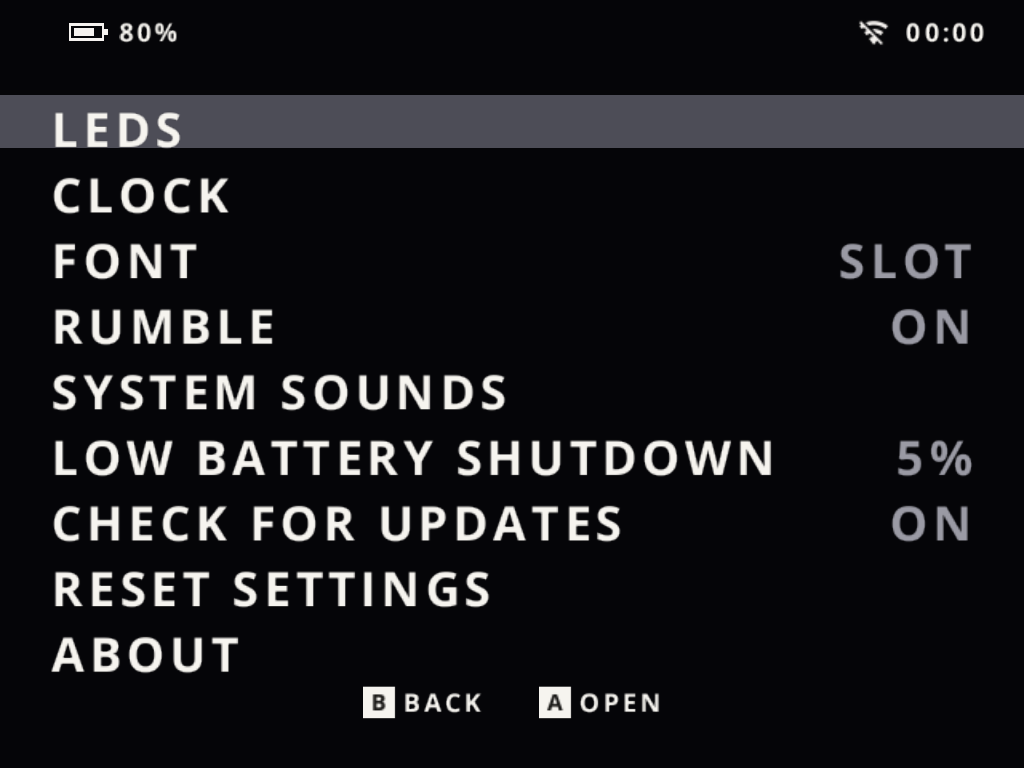 80% 00:00
LEDS
CLOCK
FONT SLOT
RUMBLE ON
SYSTEM SOUNDS
LOW BATTERY SHUTDOWN 5%
CHECK FOR UPDATES ON
RESET SETTINGS
ABOUT
B BACK A OPEN